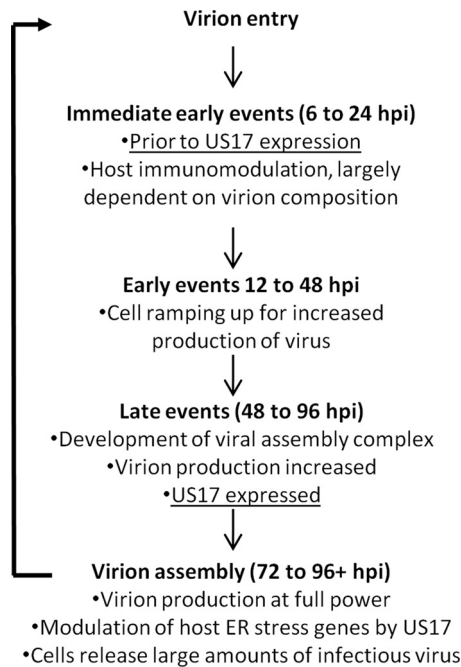 Virion entry
Immediate early events (6 to 24 hpi)
•Prior to US17 expression
•Host immunomodulation, largely
dependent on virion composition
Early events 12 to 48 hpi
•Cell ramping up for increased
production of virus
Late events (48 to 96 hpi)
•Development of viral assembly complex
•Virion production increased
•US17 expressed
Virion assembly (72 to 96+ hpi)
•Virion production at full power
•Modulation of host ER stress genes by US17
•Cells release large amounts of infectious virus